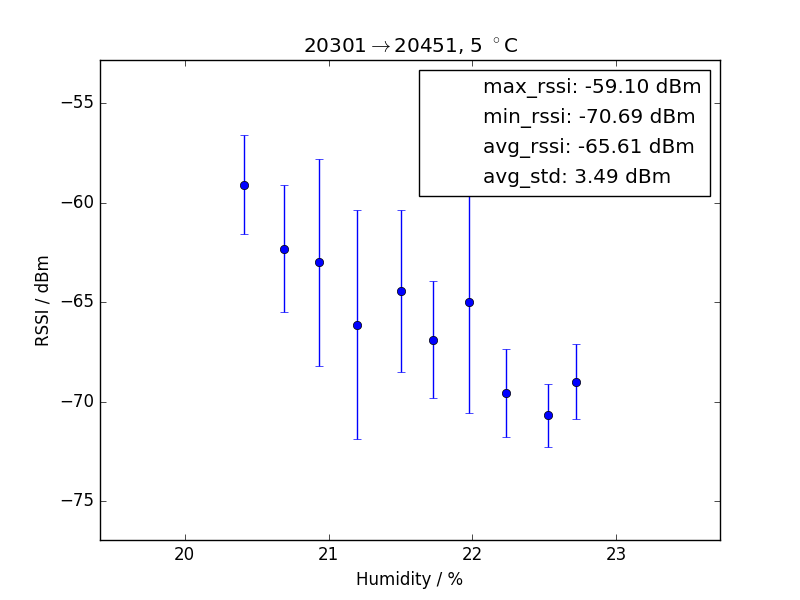 20301→20451, 5 °C
max_rssi: -59.10 dBm
min_rssi: -70.69 dBm
avg_rssi: -65.61 dBm
avg_std: 3.49 dBm
RSSI / dBm
−55
−60
−65
−70
−75
20 21 22 23
Humidity / %